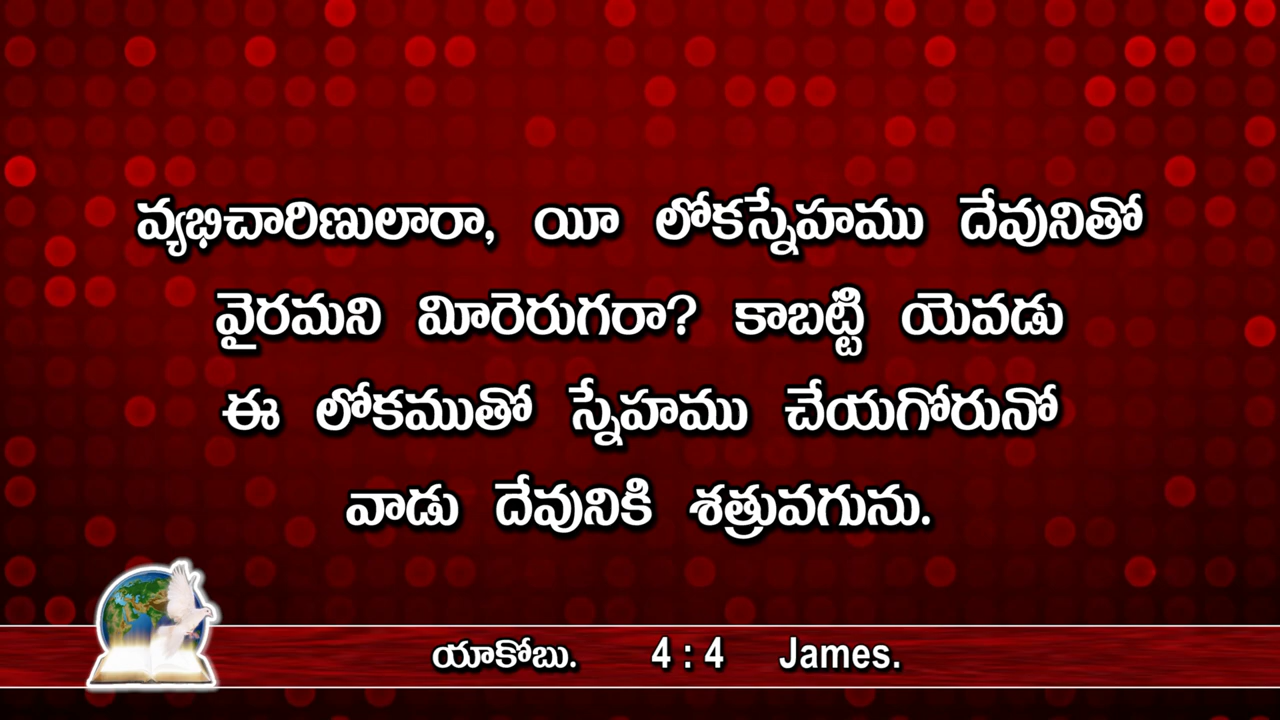 వ్యభిచారిణులారా, యీ లోకస్నేహము దేవునితో
వైరమని మీరెరుగరా? కాబట్టి యెవడు
ఈ లోకముతో స్నేహము చేయగోరునో
వాడు దేవునికి శత్రువగును.
యాకోబు. 4 : 4 James.